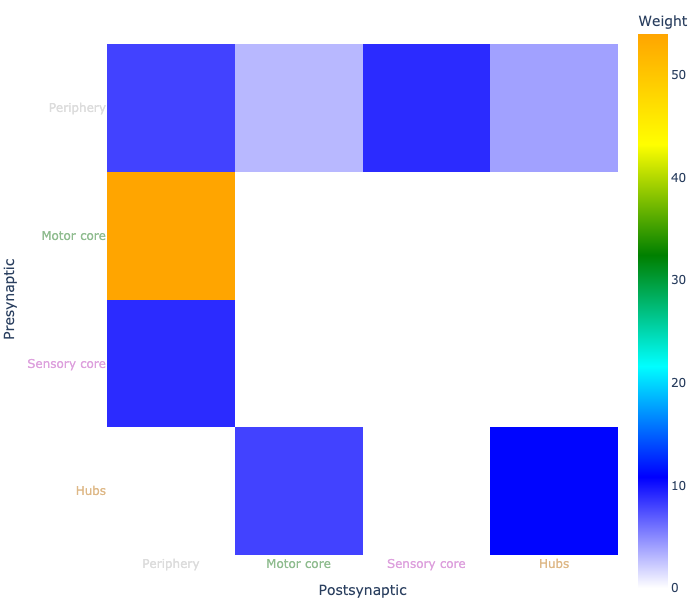 Weight
50
40
30
20
10
0
Presynaptic
Periphery
Motor core
Sensory core
Hubs
Periphery Motor core Sensory core Hubs
Postsynaptic